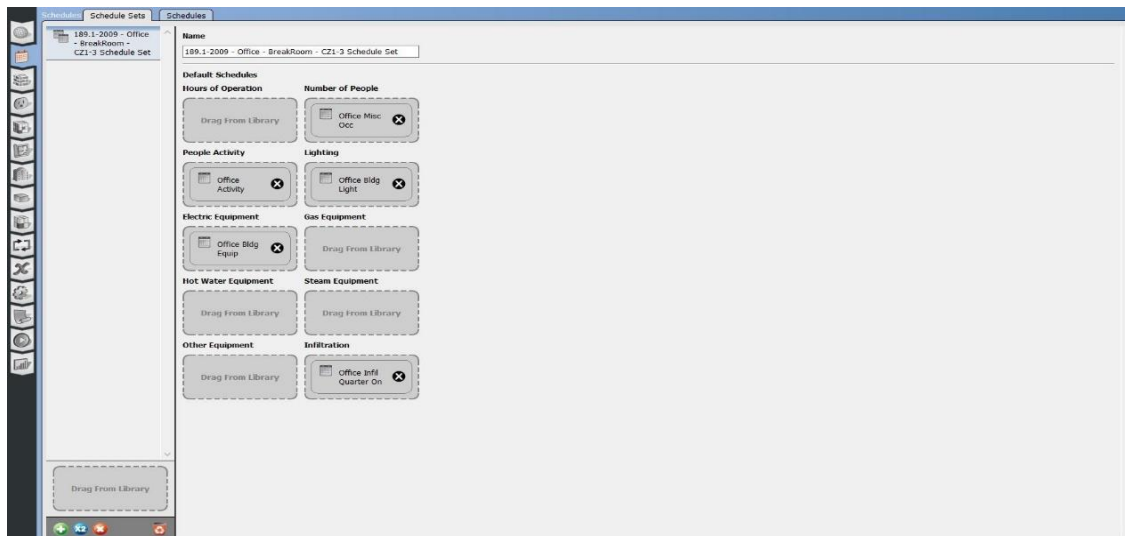 Schedules
Schedule Sets
Schedules
189.1-2009 - Office
- BreakRoom -
CZ1-3 Schedule Set
Name
189.1-2009 - Office - BreakRoom - CZ1-3 Schedule Set
Default Schedules
Hours of Operation
Number of People
Drag From Library
Office Misc
Occ
People Activity
Lighting
Office
Activity
Office Bldg
Light
Electric Equipment
Gas Equipment
Office Bldg
Equip
Drag From Library
Hot Water Equipment
Steam Equipment
Drag From Library
Drag From Library
Other Equipment
Infiltration
Drag From Library
Office Infil
Quarter On
Drag From Library
x2